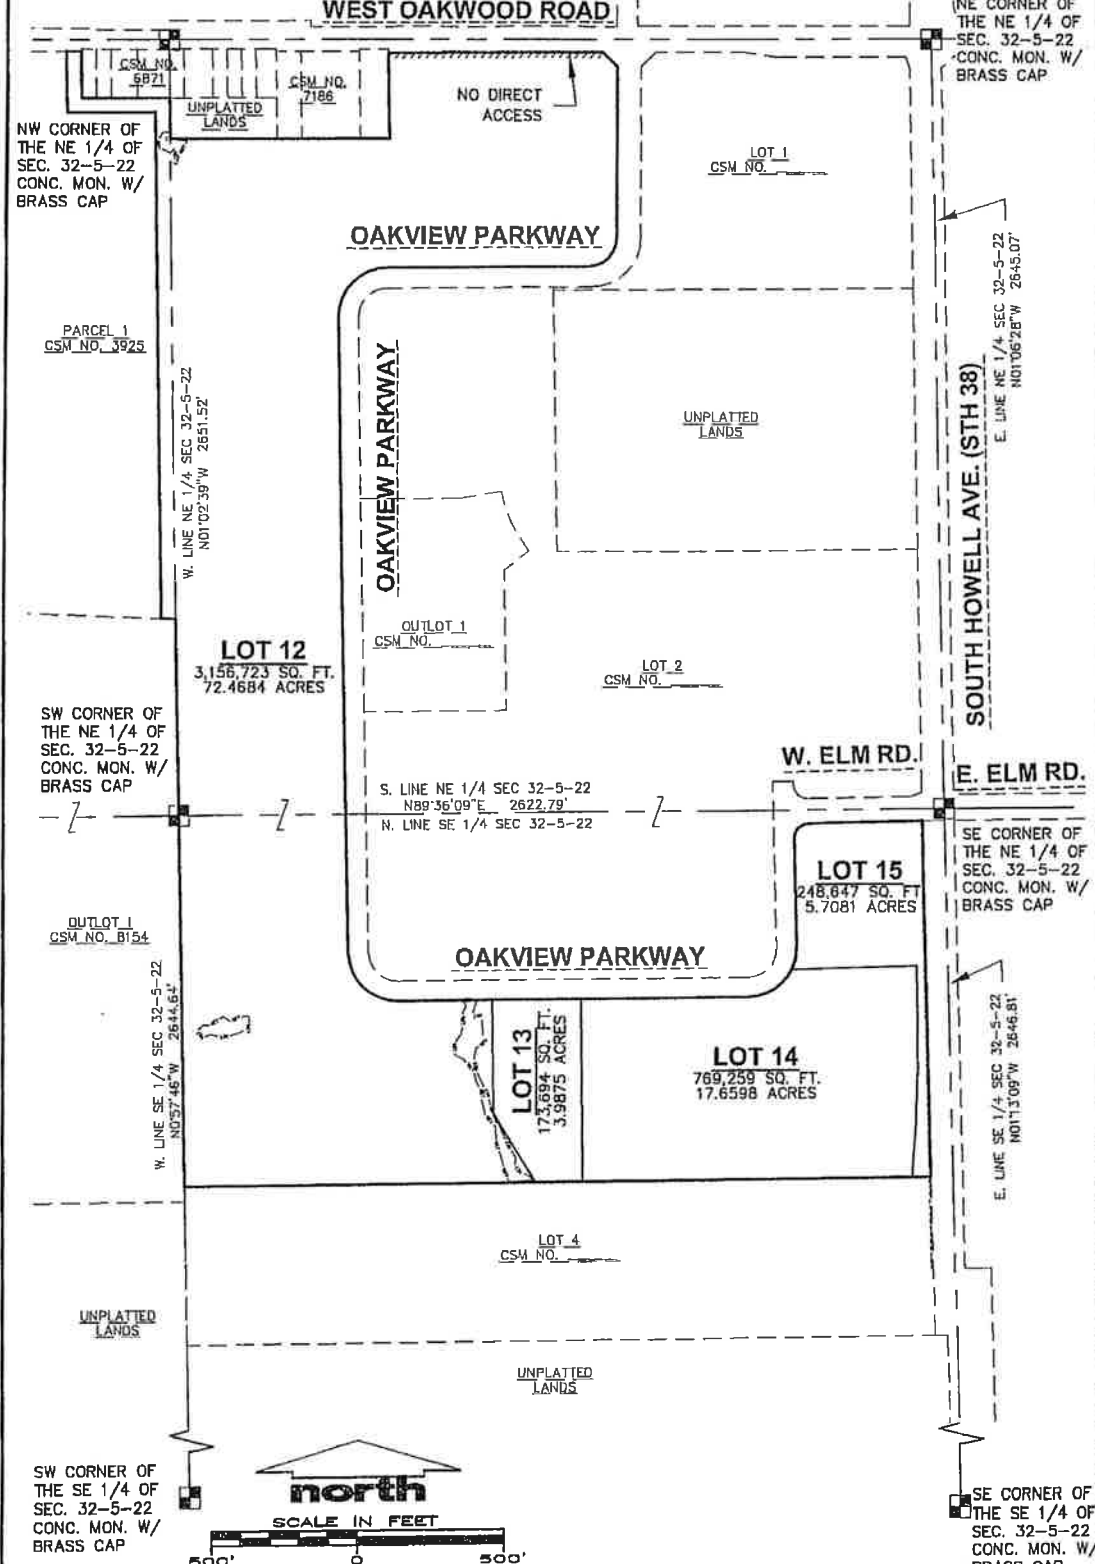 WEST OAKWOOD ROAD
(NE CORNER OF
THE NE 1/4 OF
SEC. 32-5-22
CONC. MON. W/
BRASS CAP
CSM NO.
6871
UNPLATTED
LANDS
CSM NO.
7186
NO DIRECT
ACCESS
NW CORNER OF
THE NE 1/4 OF
SEC. 32-5-22
CONC. MON. W/
BRASS CAP
LOT 1
CSM NO.
OAKVIEW PARKWAY
E. LINE NE 1/4 SEC 32-5-22
N01°06'28"W 2645.07'
PARCEL 1
CSM NO. 3925
W. LINE NE 1/4 SEC 32-5-22
N01°02'39"W 2651.52'
OAKVIEW PARKWAY
UNPLATTED
LANDS
SOUTH HOWELL AVE. (STH 38)
LOT 12
3,156,723 SQ. FT.
72.4684 ACRES
OUTLOT 1
CSM NO.
LOT 2
CSM NO.
SW CORNER OF
THE NE 1/4 OF
SEC. 32-5-22
CONC. MON. W/
BRASS CAP
W. ELM RD.
E. ELM RD.
S. LINE NE 1/4 SEC 32-5-22
N89°36'09"E 2622.79'
N. LINE SE 1/4 SEC 32-5-22
SE CORNER OF
THE NE 1/4 OF
SEC. 32-5-22
CONC. MON. W/
BRASS CAP
LOT 15
248,647 SQ. FT
5.7081 ACRES
OUTLOT 1
CSM NO. 8154
OAKVIEW PARKWAY
W. LINE SE 1/4 SEC 32-5-22
N0°57'46"W 2644.64'
LOT 13
173,694 SQ. FT.
3.9875 ACRES
LOT 14
769,259 SQ. FT.
17.6598 ACRES
E. LINE SE 1/4 SEC 32-5-22
N01°13'09"W 2646.81'
LOT 4
CSM NO.
UNPLATTED
LANDS
UNPLATTED
LANDS
SW CORNER OF
THE SE 1/4 OF
SEC. 32-5-22
CONC. MON. W/
BRASS CAP
north
SCALE IN FEET
500' 0 500'
SE CORNER OF
THE SE 1/4 OF
SEC. 32-5-22
CONC. MON. W/
BRASS CAP